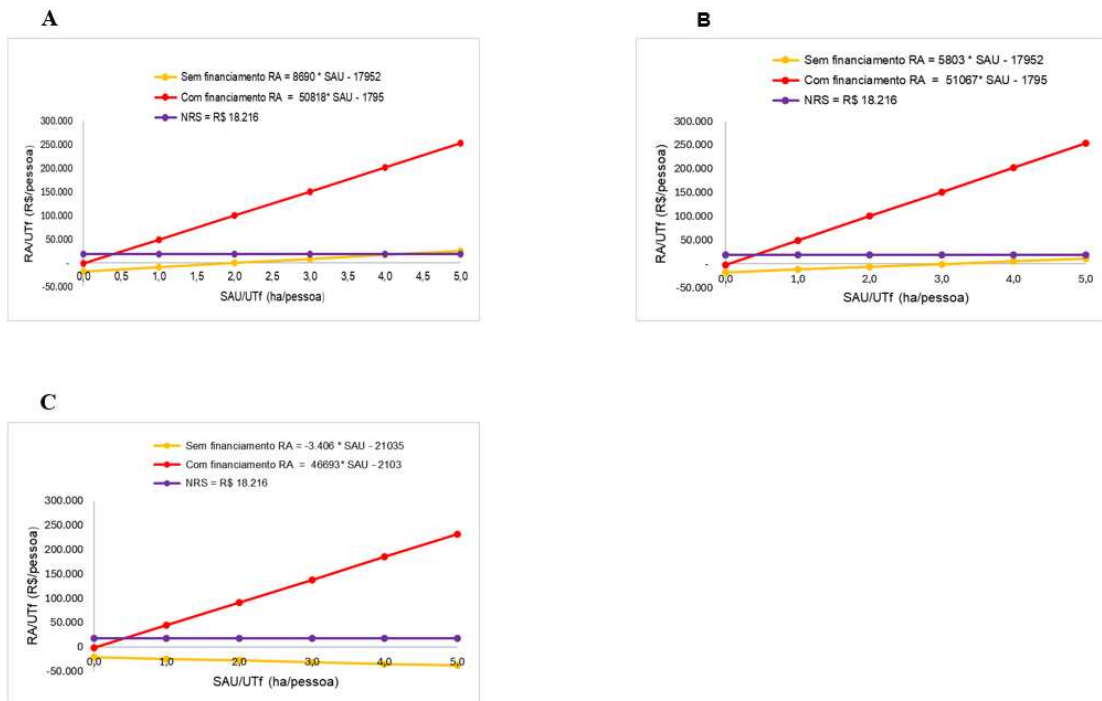 A
Sem financiamento RA = 8690 * SAU - 17952
Com financiamento RA = 50818* SAU - 1795
NRS = R$ 18.216
RA/UTf (R$/pessoa)
300.000
250.000
200.000
150.000
100.000
50.000
-
-50.000
0,0 0,5 1,0 1,5 2,0 2,5 3,0 3,5 4,0 4,5 5,0
SAU/UTf (ha/pessoa)
B
Sem financiamento RA = 5803 * SAU - 17952
Com financiamento RA = 51067* SAU - 1795
NRS = R$ 18.216
RA/UTf (R$/pessoa)
300.000
250.000
200.000
150.000
100.000
50.000
-
-50.000
0,0 1,0 2,0 3,0 4,0 5,0
SAU/UTf (ha/pessoa)
C
Sem financiamento RA = -3.406 * SAU - 21035
Com financiamento RA = 46693* SAU - 2103
NRS = R$ 18.216
RA/UTf (R$/pessoa)
300.000
250.000
200.000
150.000
100.000
50.000
0
-50.000
0,0 1,0 2,0 3,0 4,0 5,0
SAU/UTf (ha/pessoa)